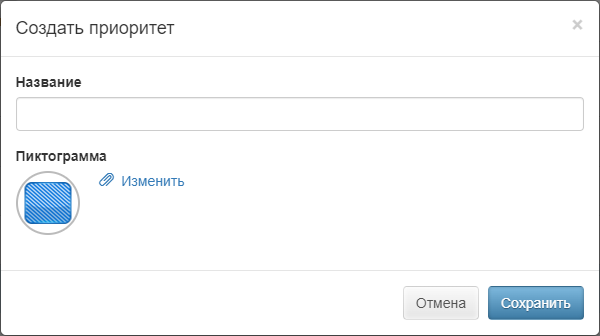 Создать приоритет
×
Название
Пиктограмма
Изменить
Отмена
Сохранить